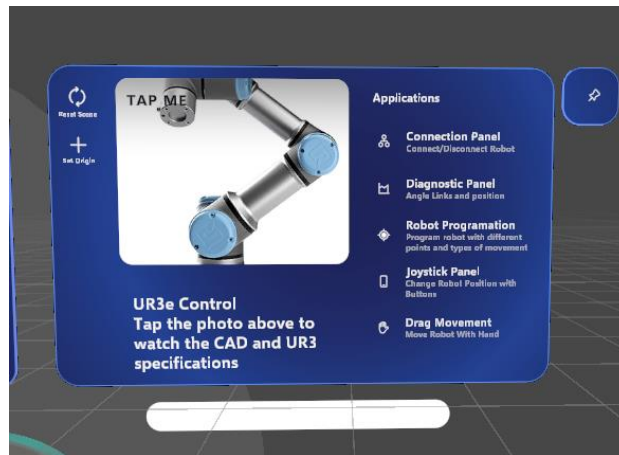 Reset Scene
Set Origin
TAP ME
UR3e Control
Tap the photo above to
watch the CAD and UR3
specifications
Applications
Connection Panel
Connect/Disconnect Robot
Diagnostic Panel
Angle Links and position
Robot Programation
Program robot with different
points and types of movement
Joystick Panel
Change Robot Position with
Buttons
Drag Movement
Move Robot With Hand